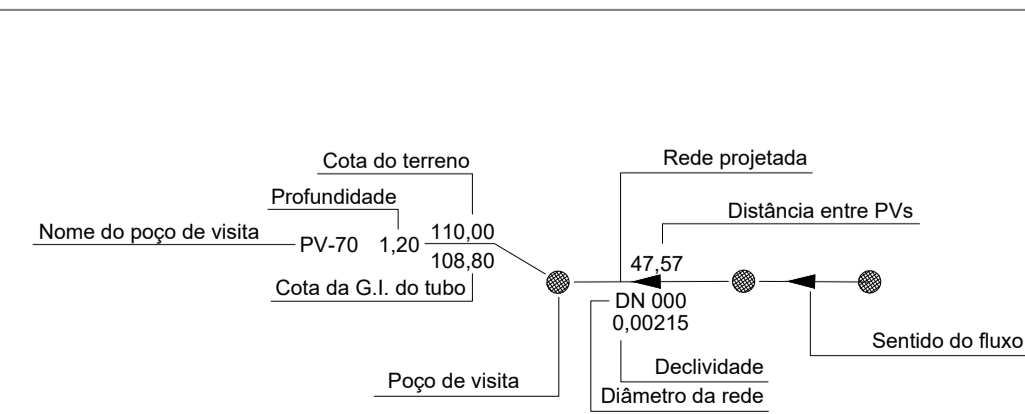 Cota do terreno
Rede projetada
Profundidade
Distância entre PVs
Nome do poço de visita
PV-70 1,20 110,00
108,80
47,57
Cota da G.I. do tubo
DN 000
0,00215
Sentido do fluxo
Declividade
Poço de visita
Diâmetro da rede